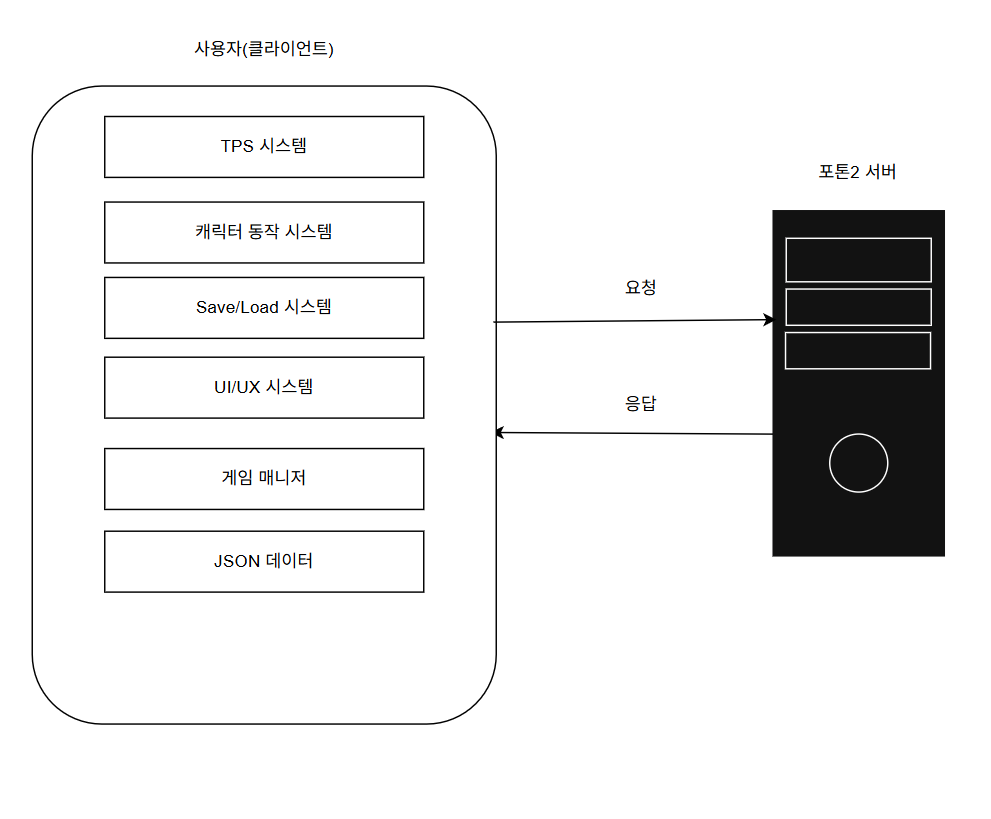 사용자(클라이언트)
TPS 시스템
캐릭터 동작 시스템
Save/Load 시스템
UI/UX 시스템
게임 매니저
JSON 데이터
요청
응답
포톤2 서버